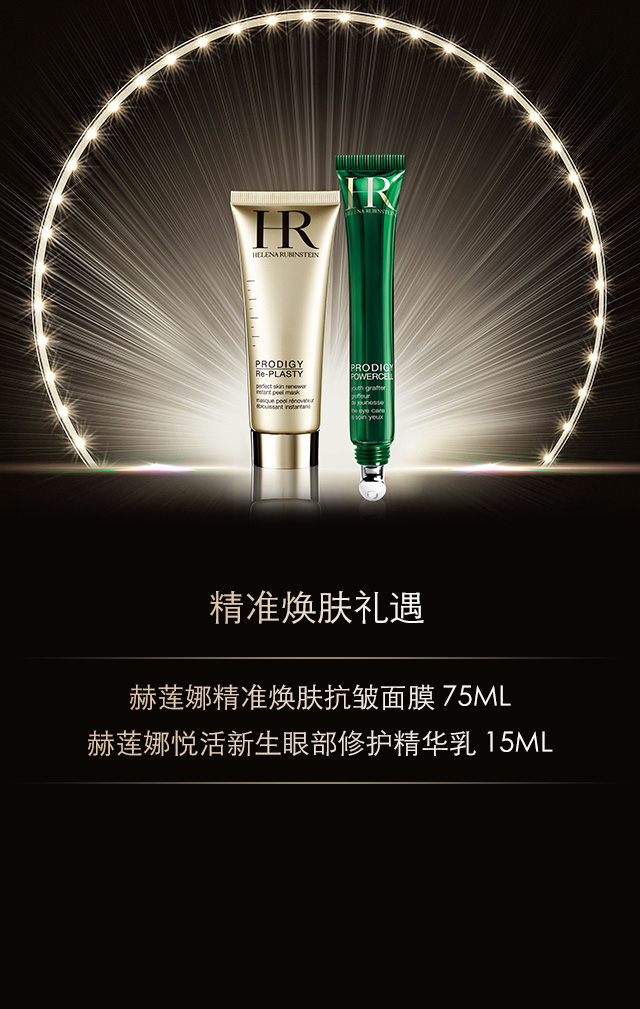 HR
HELENA RUBINSTEIN
PRODIGY
Re-PLASTY
perfect skin renewer
instant peel mask
masque peel rénovateur
éblouissant instantané
HR
HELENA RUBINSTEIN
PRODIGY
POWERCELL
youth grafter
greffeur
de jeunesse
the eye care
le soin yeux
精准焕肤礼遇
赫莲娜精准焕肤抗皱面膜 75ML
赫莲娜悦活新生眼部修护精华乳 15ML